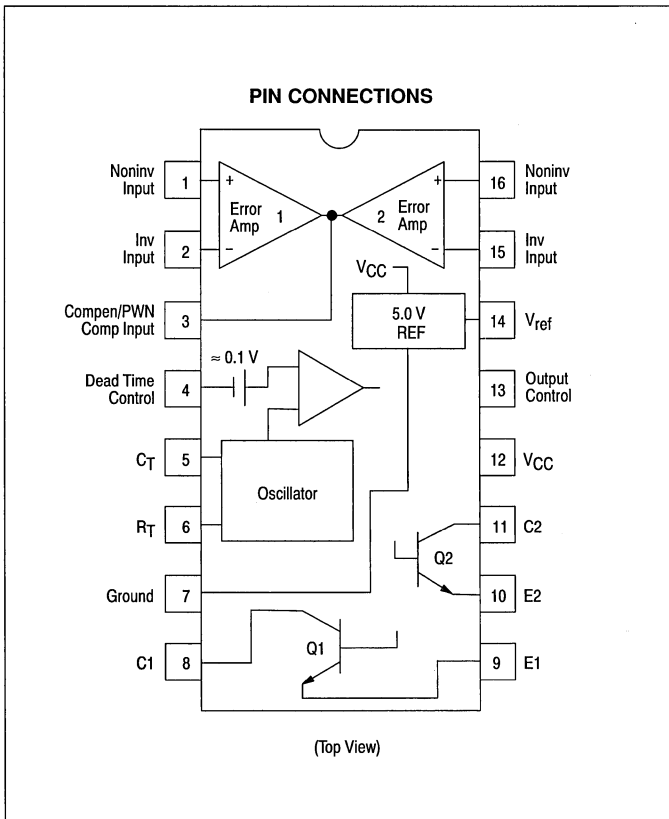 PIN CONNECTIONS
Noninv
Input
1
+
Error
Amp
1
2
Error
Amp
+
16
Noninv
Input
Inv
Input
2
−
−
15
Inv
Input
Compen/PWN
Comp Input
3
VCC
5.0 V
REF
14
Vref
≈ 0.1 V
Dead Time
Control
4
13
Output
Control
CT
5
Oscillator
12
VCC
RT
6
11
C2
Q2
Ground
7
10
E2
C1
8
Q1
9
E1
(Top View)